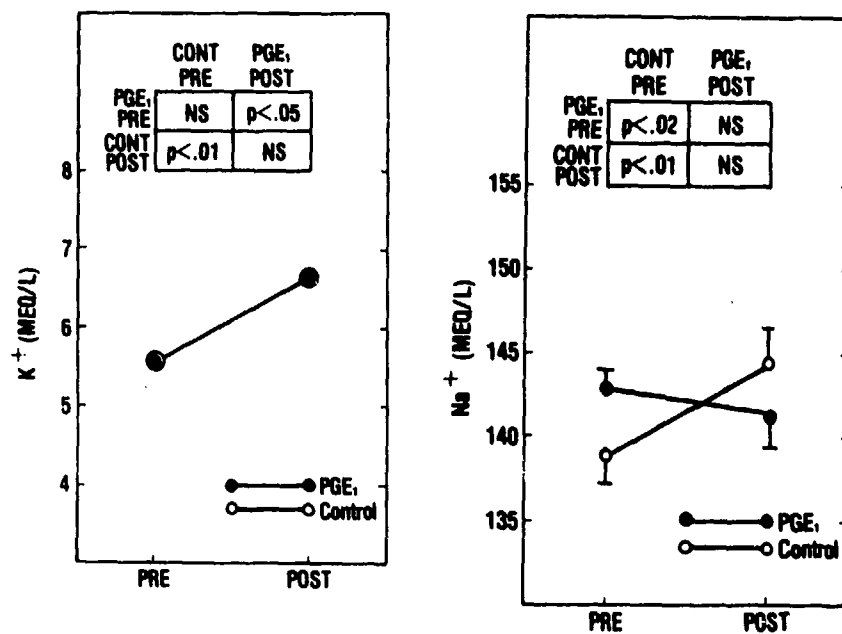 CONT PGE₁
PRE POST
PGE₁ PRE NS p<.05
CONT POST p<.01 NS
8
7
6
5
4
K⁺ (MEQ/L)
PGE₁
Control
PRE POST
CONT PGE₁
PRE POST
PGE₁ PRE p<.02 NS
CONT POST p<.01 NS
155
150
145
140
135
Na⁺ (MEQ/L)
PGE₁
Control
PRE POST